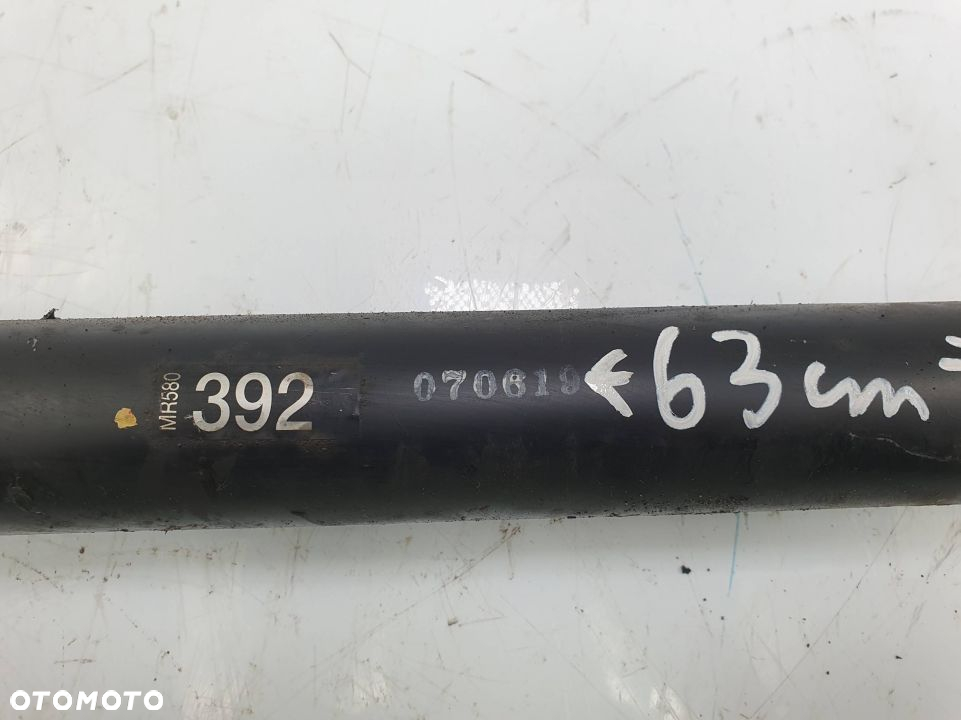 MR580
392
070619
< 63 cm >
OTOMOTO